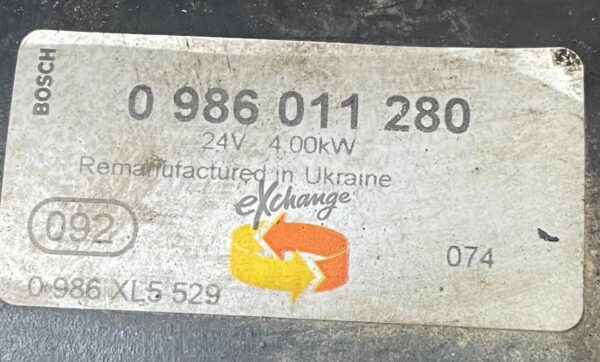 BOSCH
0 986 011 280
24V 4.00kW
Remanufactured in Ukraine
eXchange
092
074
0 986 XL5 529